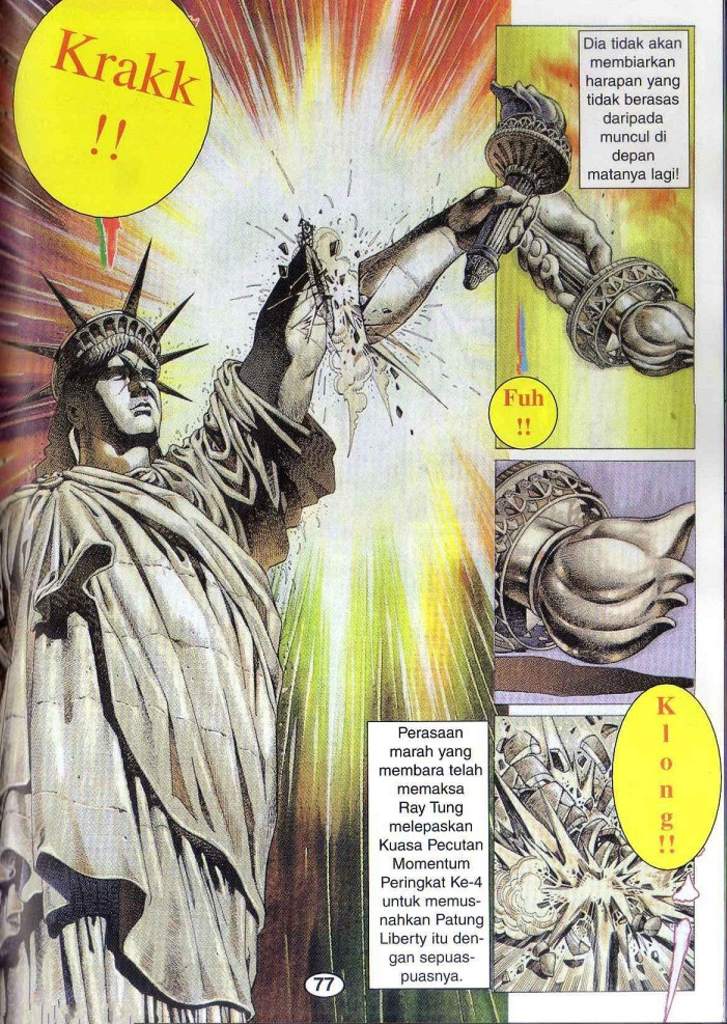 Krakk
!!
Dia tidak akan
membiarkan
harapan yang
tidak berasas
daripada
muncul di
depan
matanya lagi!
Fuh
!!
Klong!!
Perasaan
marah yang
membara telah
memaksa
Ray Tung
melepaskan
Kuasa Pecutan
Momentum
Peringkat Ke-4
untuk memus-
nahkan Patung
Liberty itu den-
gan sepuas-
puasnya.
77